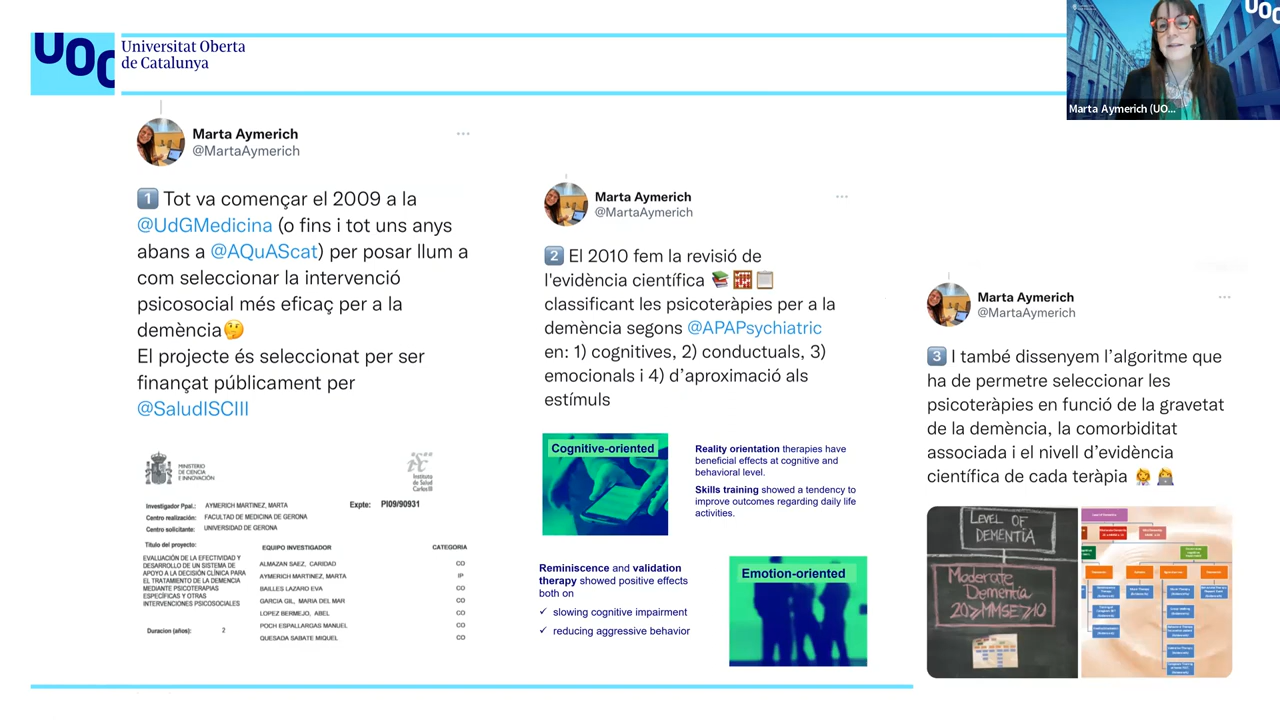 UOC
Universitat Oberta
de Catalunya
UOC
Marta Aymerich (UO...
Marta Aymerich
@MartaAymerich
1 Tot va començar el 2009 a la
@UdGMedicina (o fins i tot uns anys
abans a @AQuAScat) per posar llum a
com seleccionar la intervenció
psicosocial més eficaç per a la
demència🤔
El projecte és seleccionat per ser
finançat públicament per
@SaludISCIII
MINISTERIO
DE CIENCIA
E INNOVACIÓN
Instituto
de Salud
Carlos III
Investigador Ppal.: AYMERICH MARTINEZ, MARTA Expte: PI09/90931
Centro realización: FACULTAD DE MEDICINA DE GERONA
Centro solicitante: UNIVERSIDAD DE GERONA
Título del proyecto:
EVALUACIÓN DE LA EFECTIVIDAD Y
DESARROLLO DE UN SISTEMA DE
APOYO A LA DECISIÓN CLÍNICA PARA
EL TRATAMIENTO DE LA DEMENCIA
MEDIANTE PSICOTERAPIAS
ESPECÍFICAS Y OTRAS
INTERVENCIONES PSICOSOCIALES
Duracion (años): 2
EQUIPO INVESTIGADOR CATEGORIA
ALMAZAN SAEZ, CARIDAD CO
AYMERICH MARTINEZ, MARTA IP
BAILLES LAZARO EVA CO
GARCIA GIL, MARIA DEL MAR CO
LOPEZ BERMEJO, ABEL CO
POCH ESPALLARGAS MANUEL CO
QUESADA SABATE MIQUEL CO
Marta Aymerich
@MartaAymerich
2 El 2010 fem la revisió de
l'evidència científica 📚🧮📋
classificant les psicoteràpies per a la
demència segons @APAPsychiatric
en: 1) cognitives, 2) conductuals, 3)
emocionals i 4) d’aproximació als
estímuls
Cognitive-oriented
Reality orientation therapies have
beneficial effects at cognitive and
behavioral level.
Skills training showed a tendency to
improve outcomes regarding daily life
activities.
Reminiscence and validation
therapy showed positive effects
both on
✓ slowing cognitive impairment
✓ reducing aggressive behavior
Emotion-oriented
Marta Aymerich
@MartaAymerich
3 I també dissenyem l’algoritme que
ha de permetre seleccionar les
psicoteràpies en funció de la gravetat
de la demència, la comorbiditat
associada i el nivell d’evidència
científica de cada teràpia 🧑‍⚕️👩‍💻
LEVEL OF
DEMENTIA
Moderate
Dementia
20≥MMSE≥10